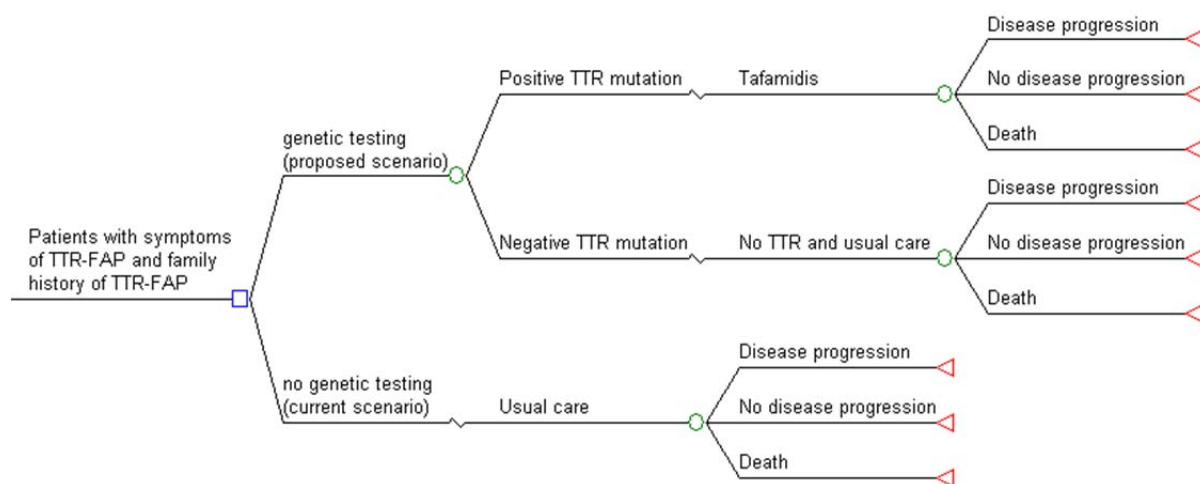 Patients with symptoms
of TTR-FAP and family
history of TTR-FAP
genetic testing
(proposed scenario)
Positive TTR mutation
Tafamidis
Disease progression
No disease progression
Death
Negative TTR mutation
No TTR and usual care
Disease progression
No disease progression
Death
no genetic testing
(current scenario)
Usual care
Disease progression
No disease progression
Death